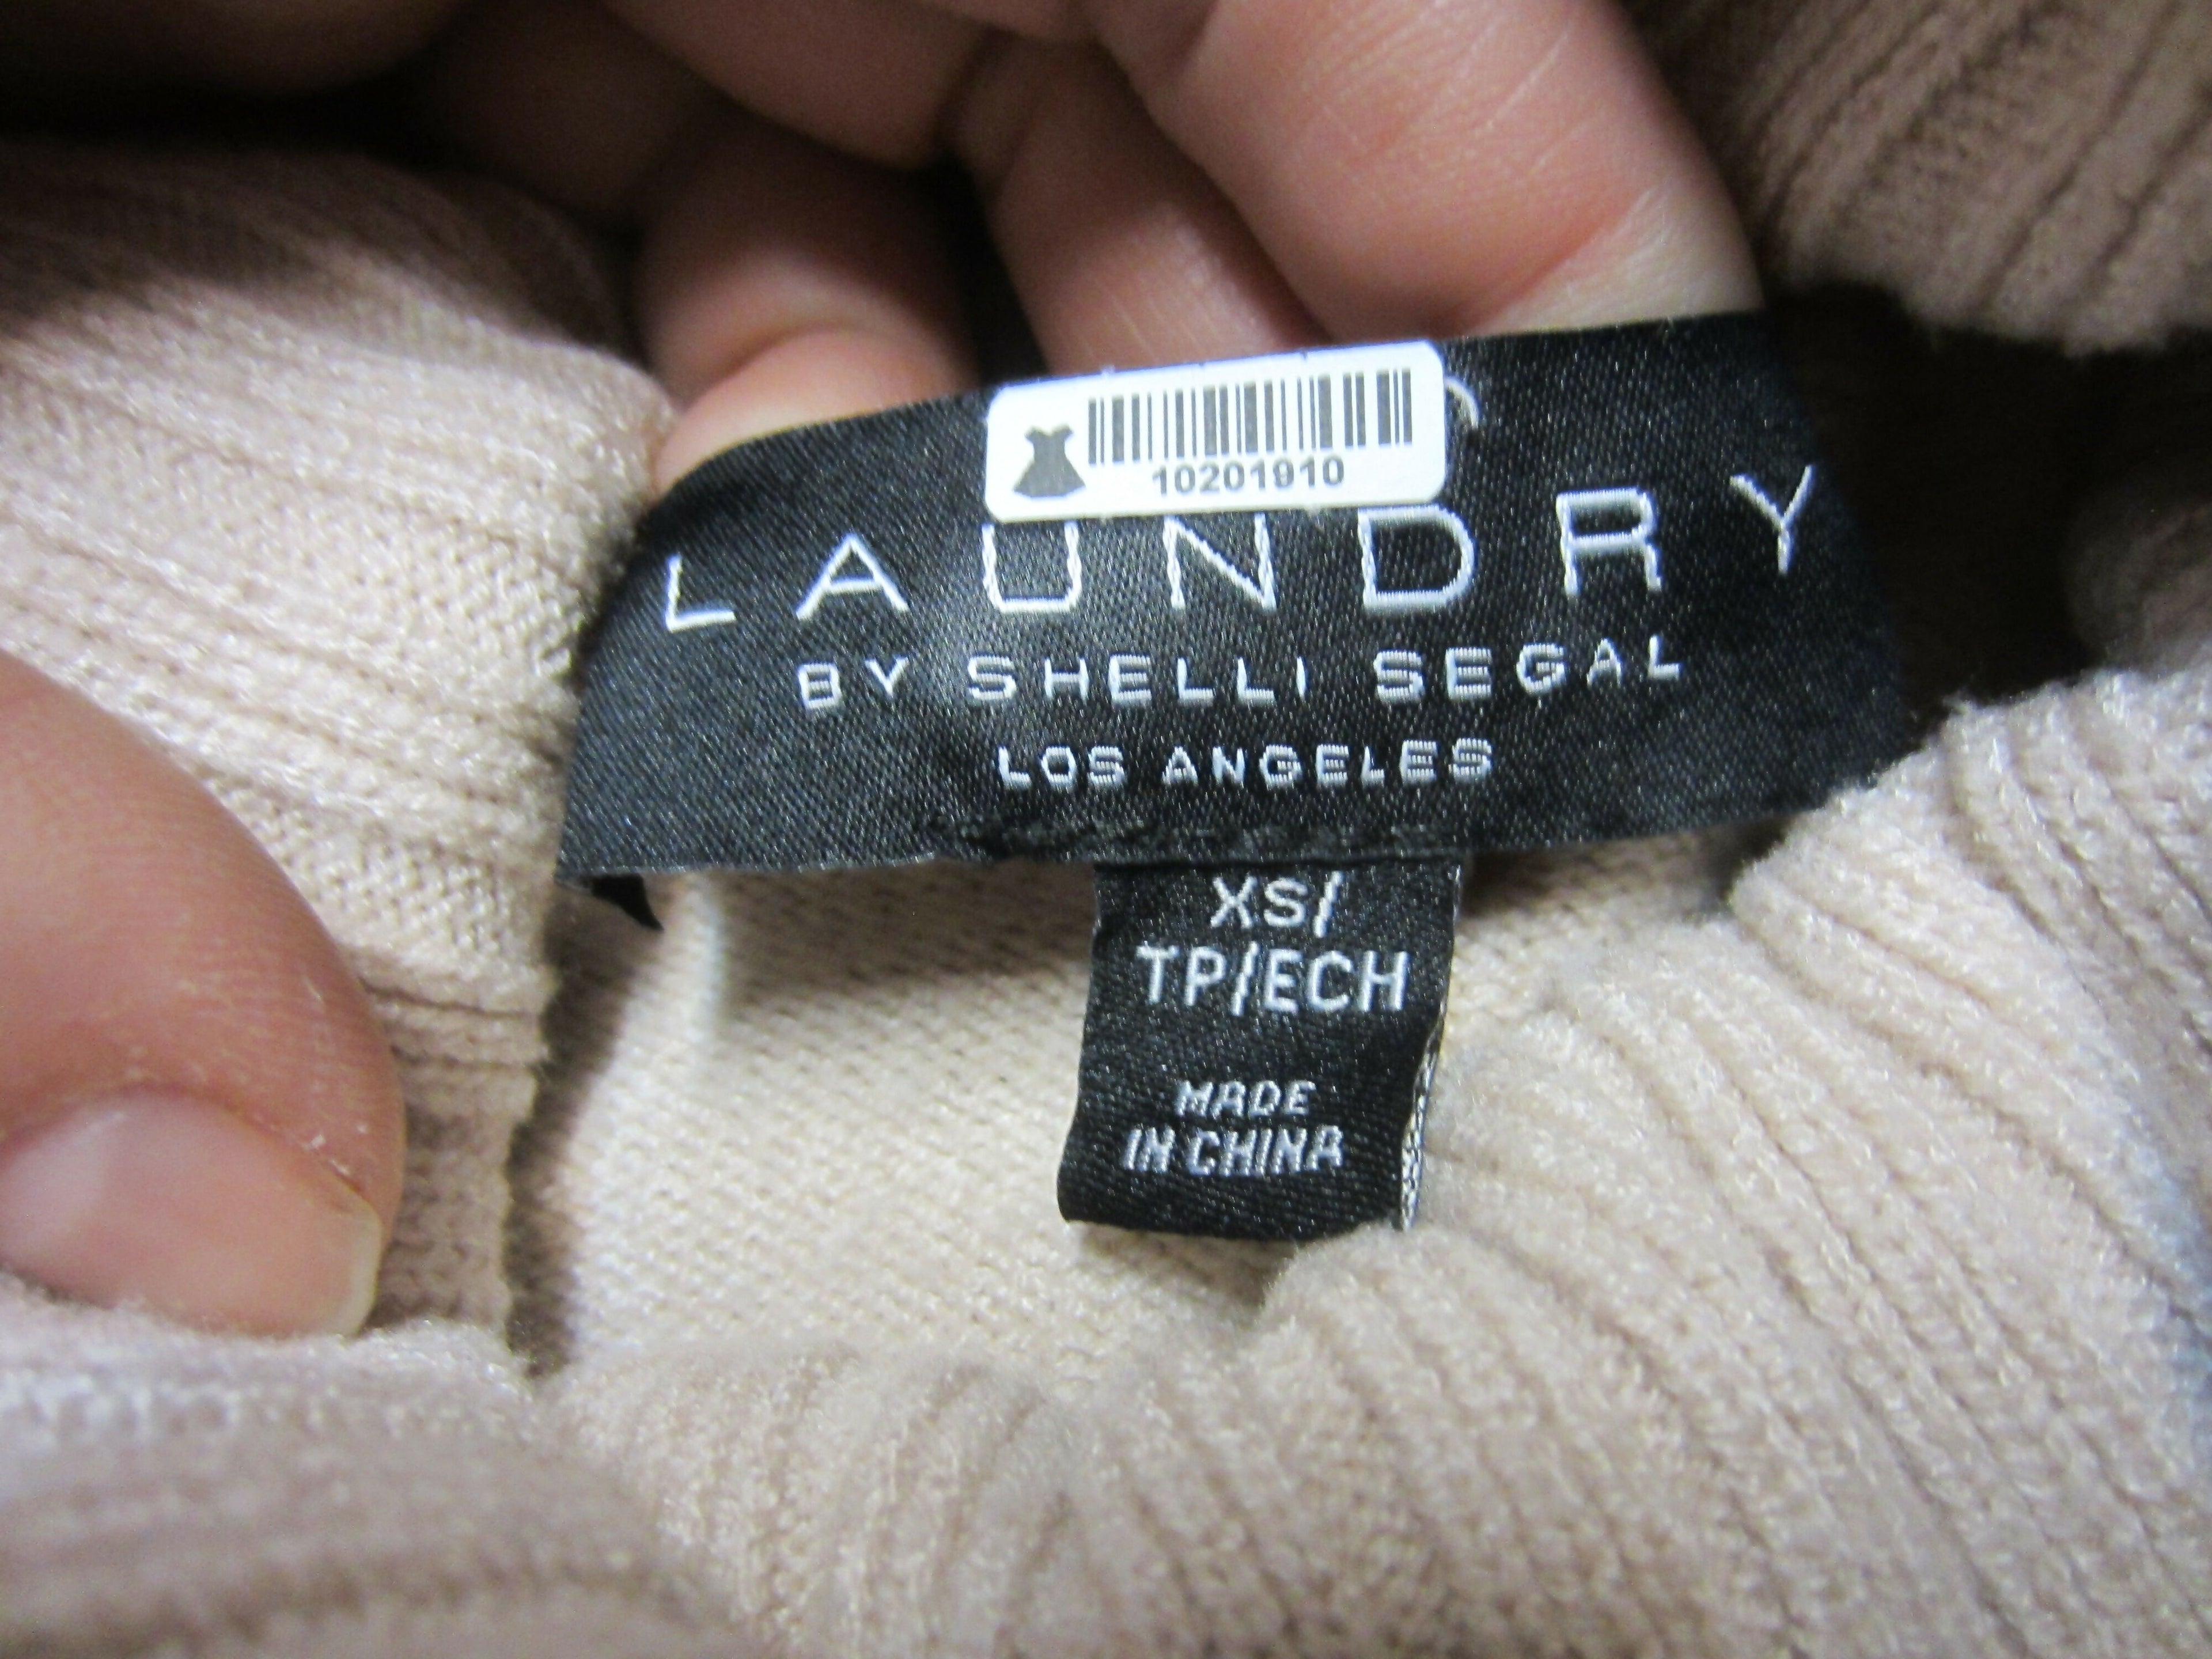 10201910
LAUNDRY
BY SHELLI SEGAL
LOS ANGELES
XS/
TP/ECH
MADE
IN CHINA